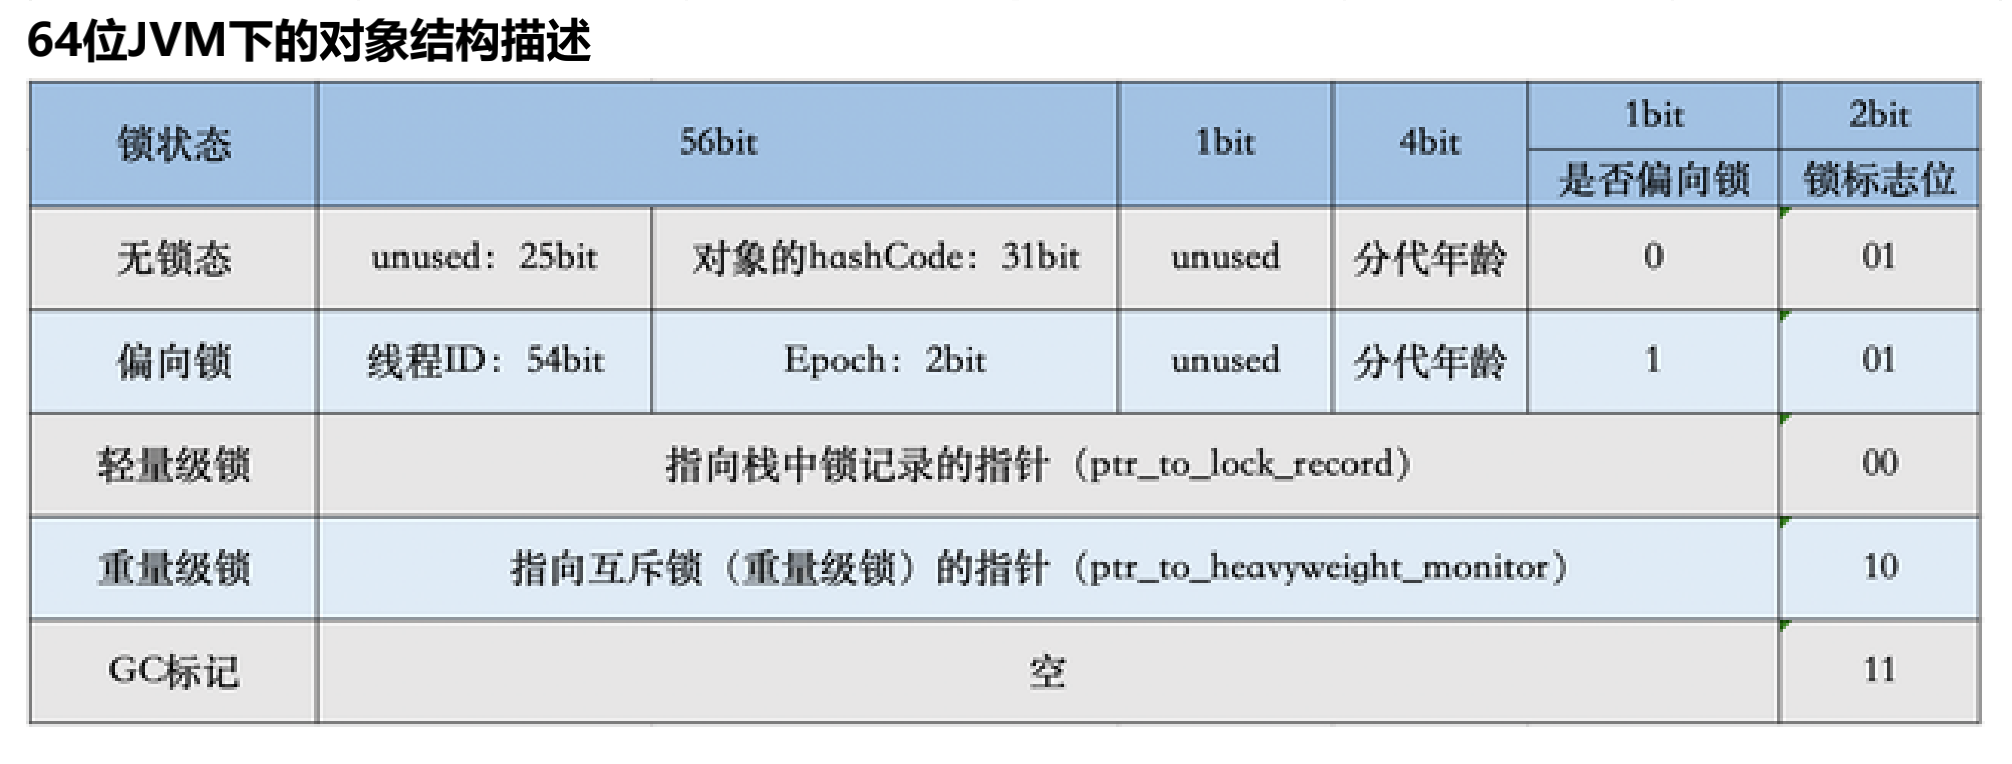 64位JVM下的对象结构描述
锁状态 56bit 1bit 4bit 1bit 2bit
是否偏向锁 锁标志位
无锁态 unused：25bit 对象的hashCode：31bit unused 分代年龄 0 01
偏向锁 线程ID：54bit Epoch：2bit unused 分代年龄 1 01
轻量级锁 指向栈中锁记录的指针（ptr_to_lock_record） 00
重量级锁 指向互斥锁（重量级锁）的指针（ptr_to_heavyweight_monitor） 10
GC标记 空 11